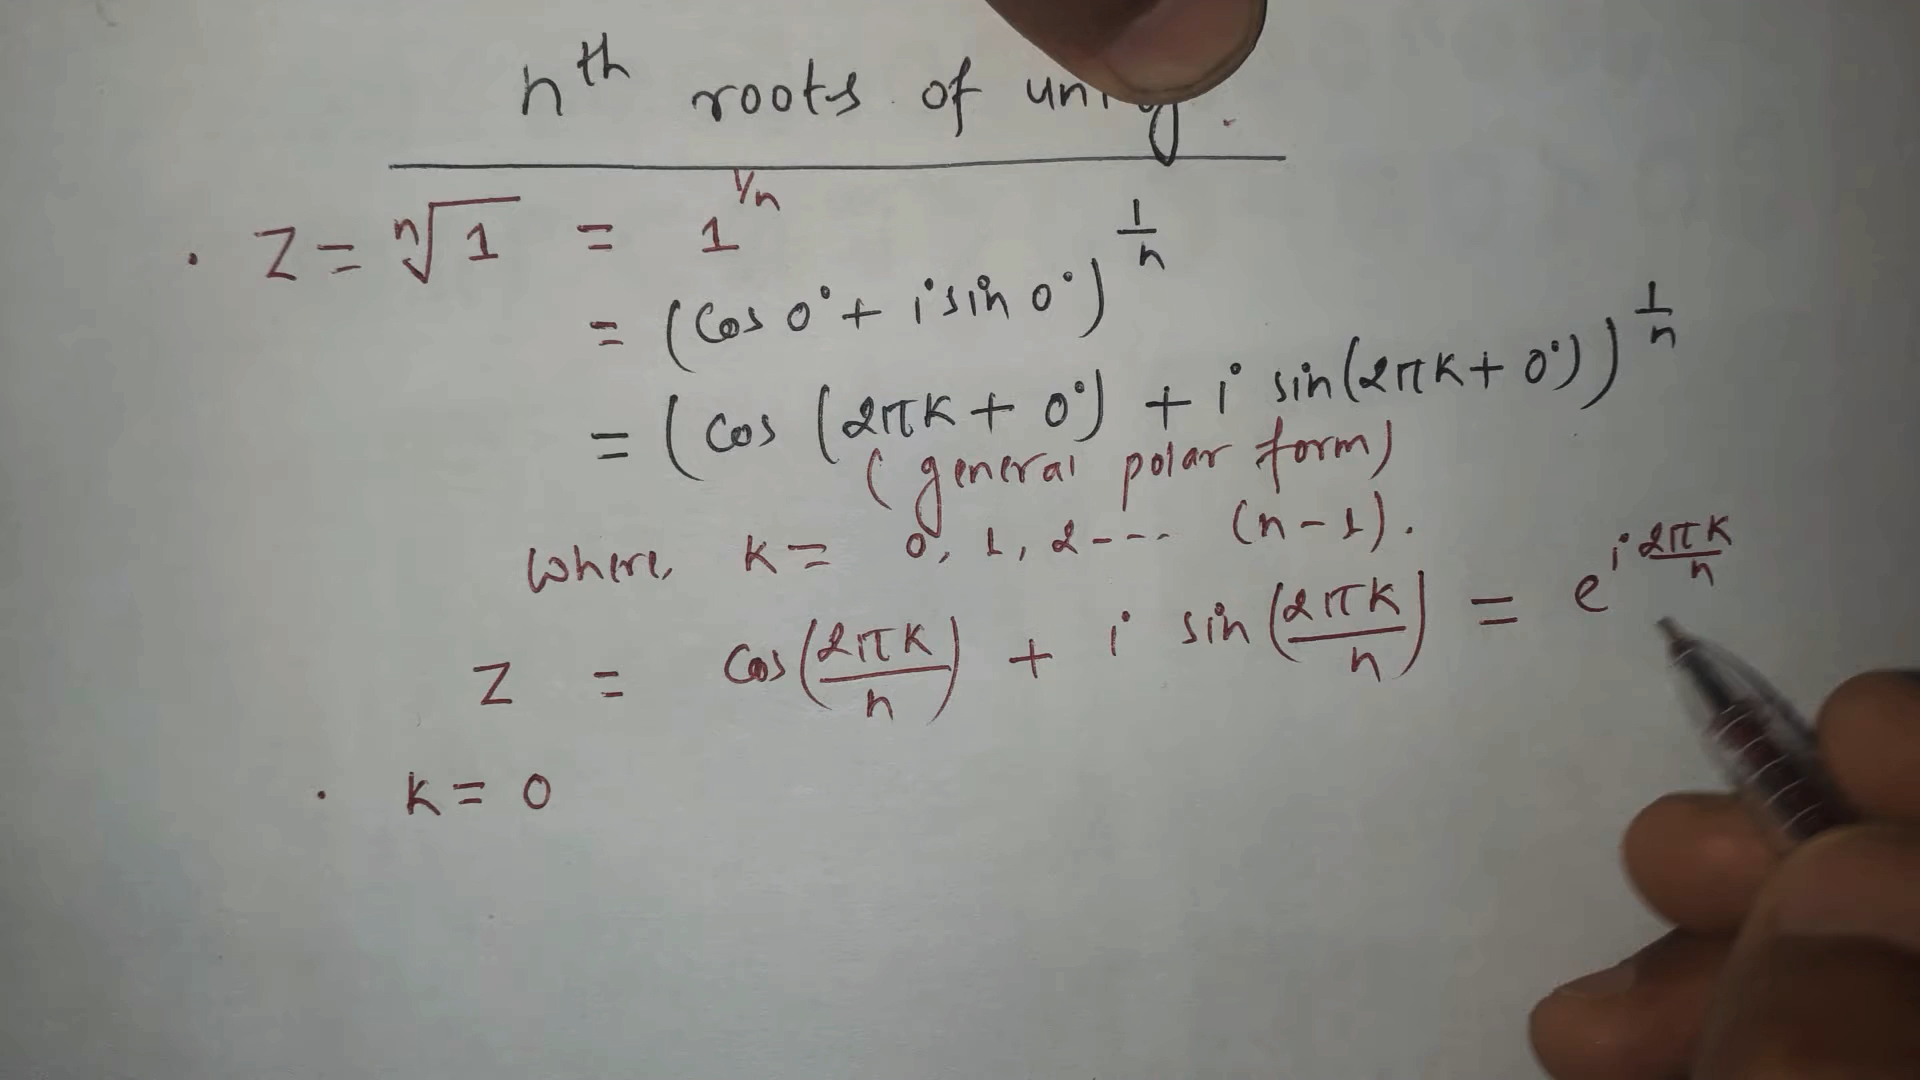 nth roots of unity.
. Z = ⁿ√1 = 1^1/n
= (Cos 0° + i sin 0°)^1/n
= (Cos (2πK + 0°) + i sin(2πK + 0°))^1/n
(general polar form)
Where, K = 0, 1, 2 --- (n-1).
Z = Cos(2πK/n) + i sin(2πK/n) = e^i 2πK/n
. K = 0